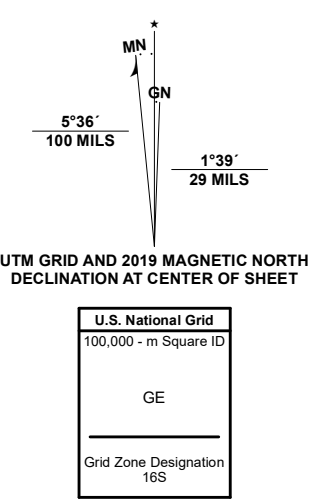 ★
MN
GN
5°36´
100 MILS
1°39´
29 MILS
UTM GRID AND 2019 MAGNETIC NORTH
DECLINATION AT CENTER OF SHEET
U.S. National Grid
100,000 - m Square ID
GE
Grid Zone Designation
16S